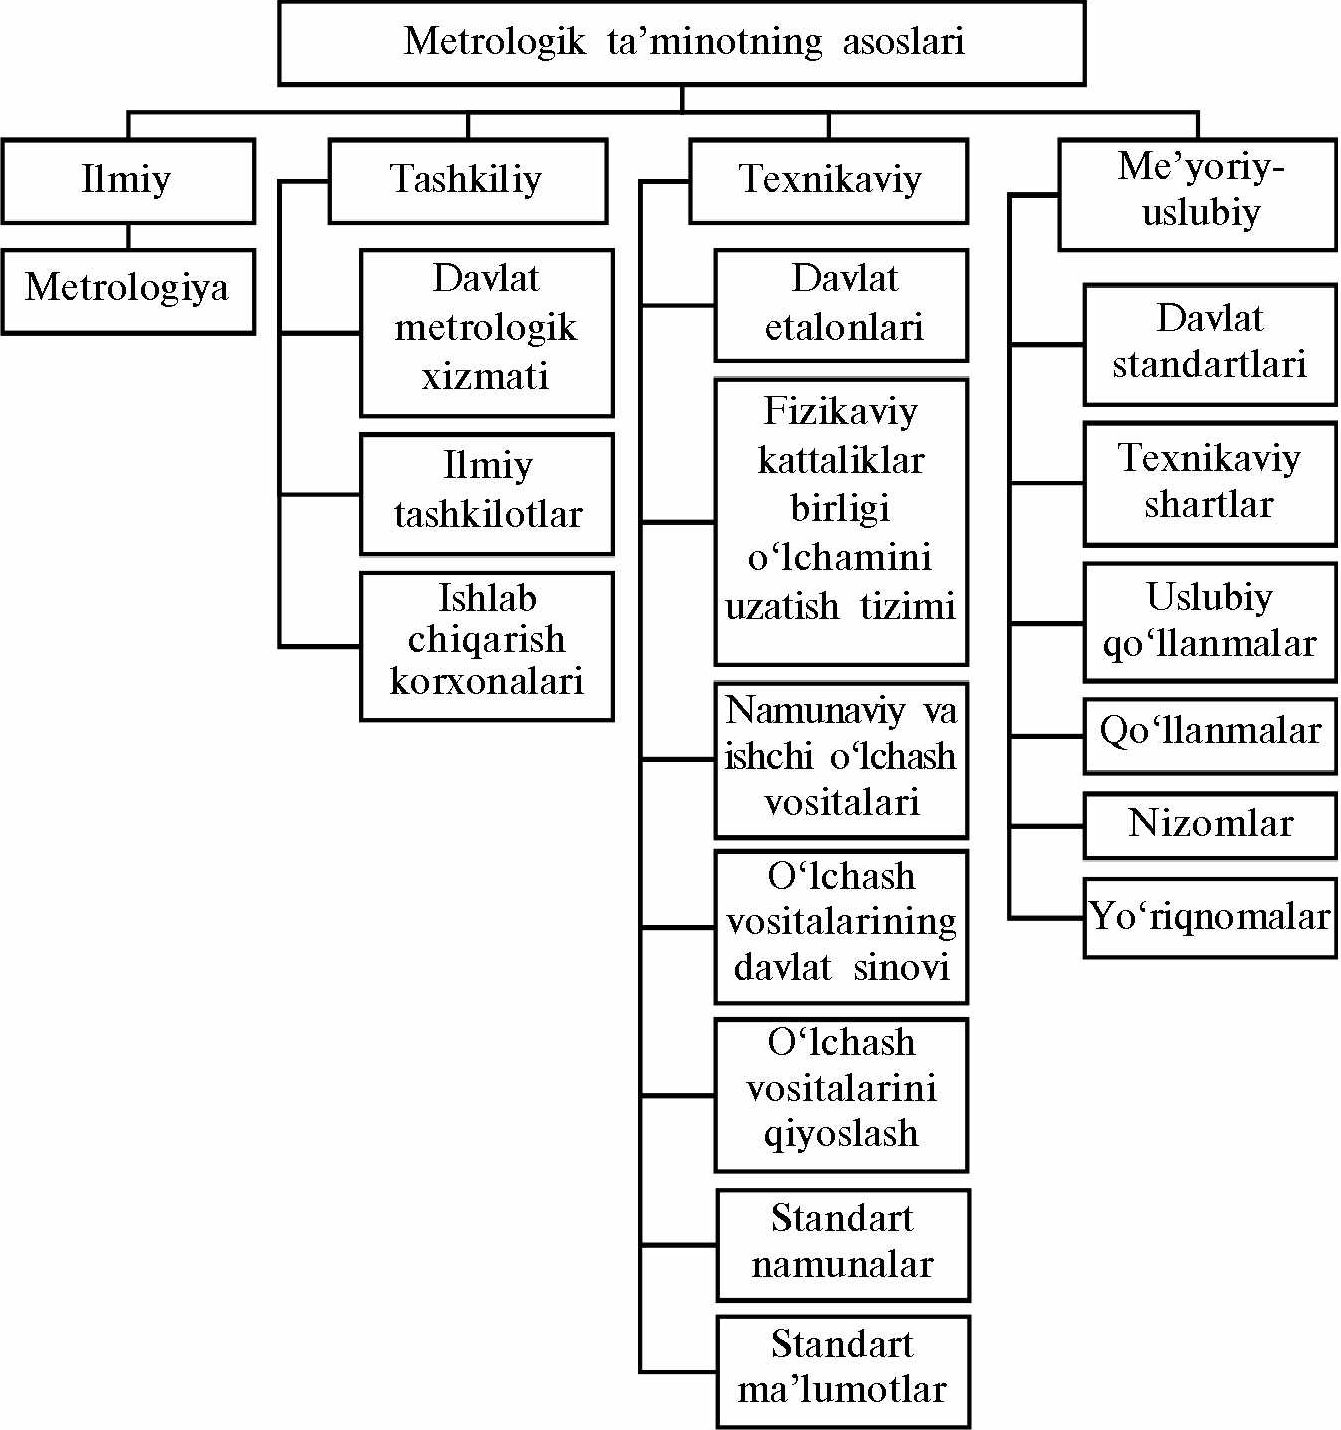 Metrologik ta’minotning asoslari
Ilmiy
Metrologiya
Tashkiliy
Davlat
metrologik
xizmati
Ilmiy
tashkilotlar
Ishlab
chiqarish
korxonalari
Texnikaviy
Davlat
etalonlari
Fizikaviy
kattaliklar
birligi
o‘lchamini
uzatish tizimi
Namunaviy va
ishchi o‘lchash
vositalari
O‘lchash
vositalarining
davlat sinovi
O‘lchash
vositalarini
qiyoslash
Standart
namunalar
Standart
ma’lumotlar
Me’yoriy-
uslubiy
Davlat
standartlari
Texnikaviy
shartlar
Uslubiy
qo‘llanmalar
Qo‘llanmalar
Nizomlar
Yo‘riqnomalar